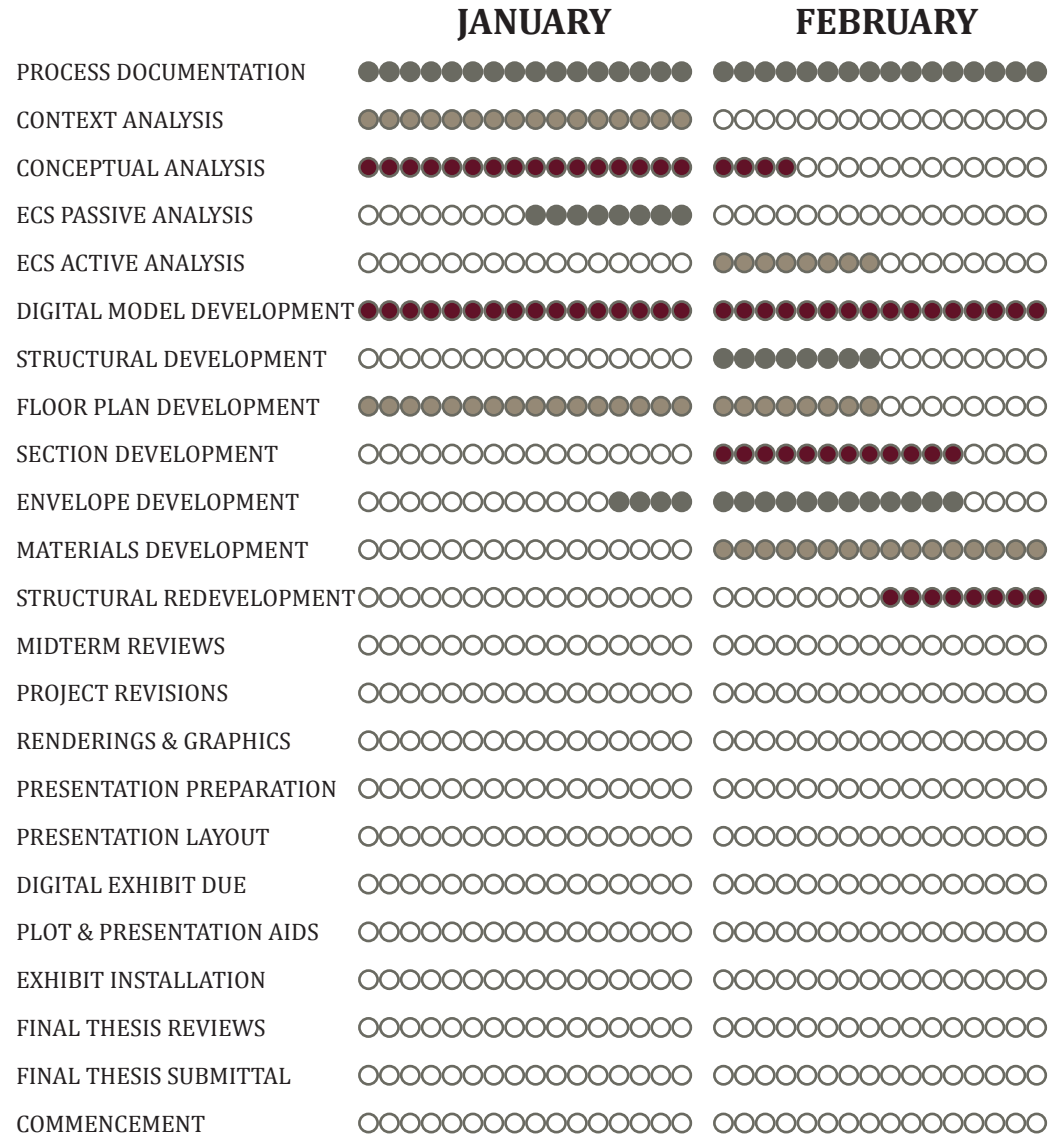 JANUARY FEBRUARY
PROCESS DOCUMENTATION
CONTEXT ANALYSIS
CONCEPTUAL ANALYSIS
ECS PASSIVE ANALYSIS
ECS ACTIVE ANALYSIS
DIGITAL MODEL DEVELOPMENT
STRUCTURAL DEVELOPMENT
FLOOR PLAN DEVELOPMENT
SECTION DEVELOPMENT
ENVELOPE DEVELOPMENT
MATERIALS DEVELOPMENT
STRUCTURAL REDEVELOPMENT
MIDTERM REVIEWS
PROJECT REVISIONS
RENDERINGS & GRAPHICS
PRESENTATION PREPARATION
PRESENTATION LAYOUT
DIGITAL EXHIBIT DUE
PLOT & PRESENTATION AIDS
EXHIBIT INSTALLATION
FINAL THESIS REVIEWS
FINAL THESIS SUBMITTAL
COMMENCEMENT